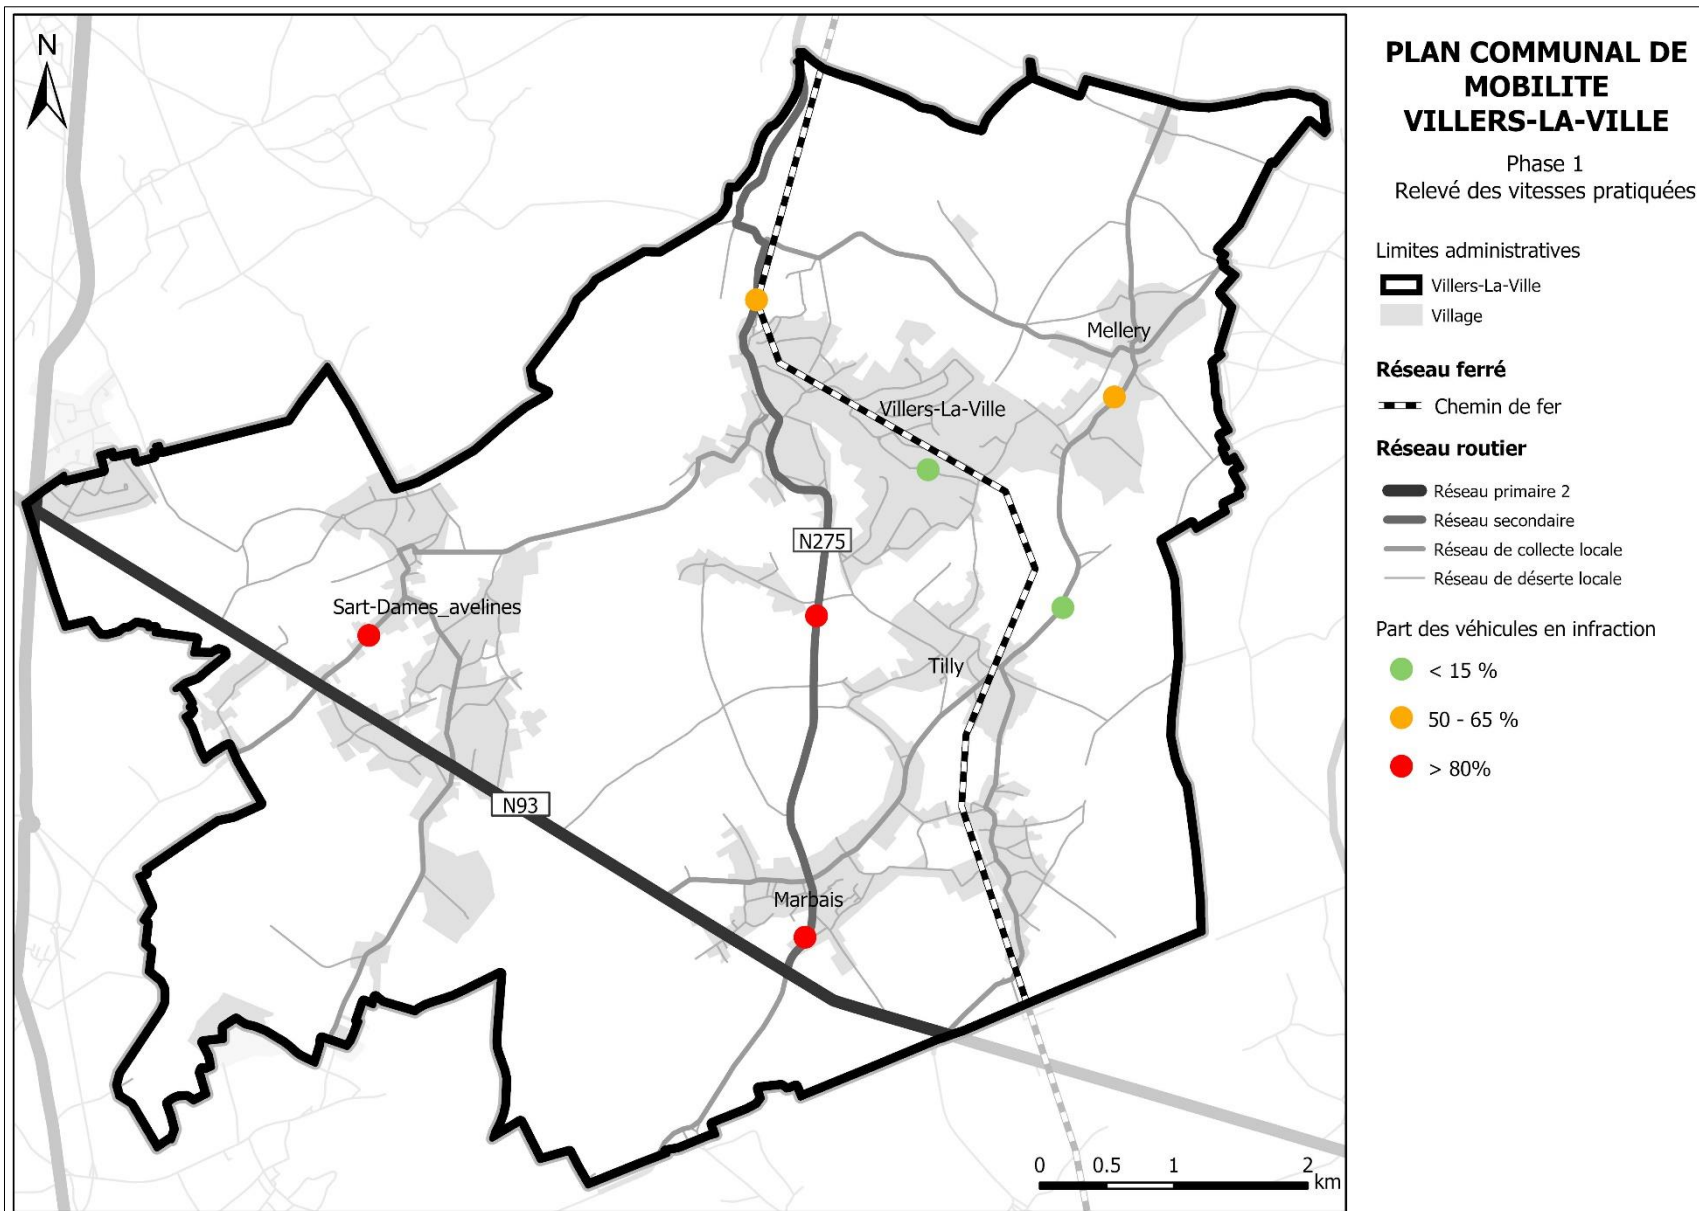 N
Mellery
Villers-La-Ville
N275
Sart-Dames_avelines
Tilly
N93
Marbais
0 0.5 1 2
km
PLAN COMMUNAL DE
MOBILITE
VILLERS-LA-VILLE
Phase 1
Relevé des vitesses pratiquées
Limites administratives
Villers-La-Ville
Village
Réseau ferré
Chemin de fer
Réseau routier
Réseau primaire 2
Réseau secondaire
Réseau de collecte locale
Réseau de déserte locale
Part des véhicules en infraction
< 15 %
50 - 65 %
> 80%